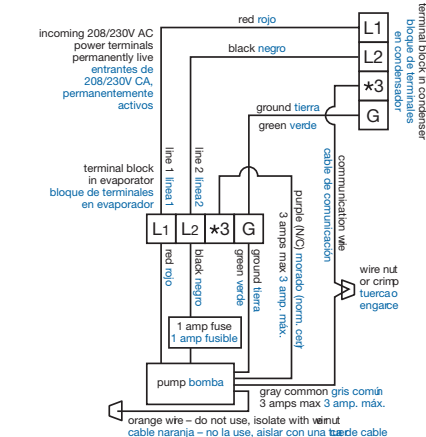 red rojo
L1
incoming 208/230V AC
power terminals
permanently live
entrantes de
208/230V CA,
permanentemente
activos
black negro
L2
*3
ground tierra
green verde
G
terminal block in condenser
bloque de terminales
en condensador
terminal block
in evaporator
bloque de terminales
en evaporador
line 1 línea1
line 2 línea2
L1 L2 *3 G
purple (N/C) morado (norm. cerr)
3 amps max 3 amp. máx.
communication wie
cable de comunicación
red rojo
black negro
green verde
ground tierra
wire nut
or crimp
tuerca o
engarce
1 amp fuse
1 amp fusible
pump bomba
gray common gris común
3 amps max 3 amp. máx.
orange wire – do not use, isolate with
cable naranja – no la use, aislar con una de cable